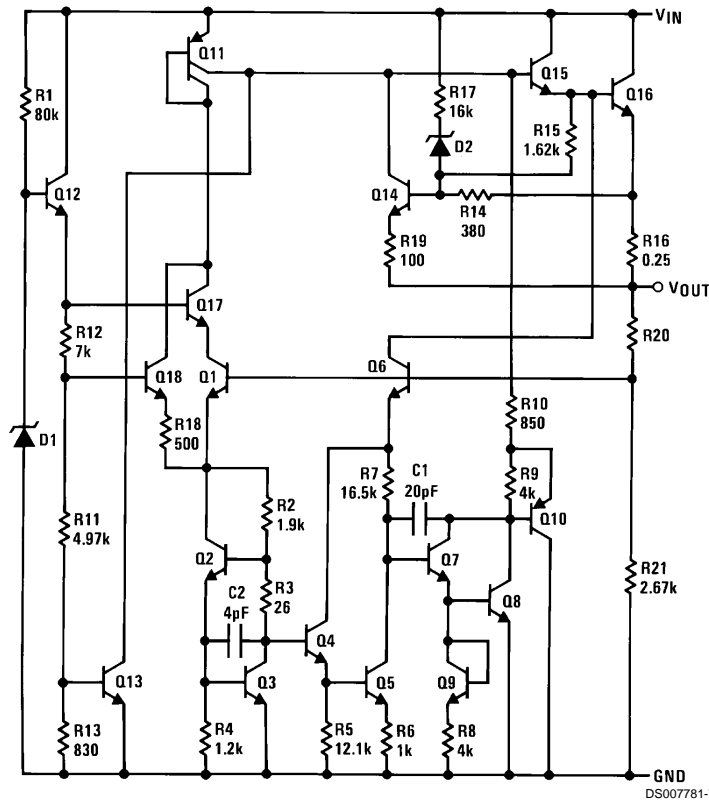 VIN
Q11
Q15
Q16
R1
80k
R17
16k
R15
1.62k
D2
Q12
Q14
R14
380
R19
100
R16
0.25
VOUT
Q17
R12
7k
R20
Q18
Q1
Q6
R18
500
R10
850
D1
R7
16.5k
C1
20pF
R9
4k
R2
1.9k
Q10
R11
4.97k
Q2
Q7
R3
26
Q8
R21
2.67k
C2
4pF
Q4
Q13
Q3
Q5
Q9
R13
830
R4
1.2k
R5
12.1k
R6
1k
R8
4k
GND
DS007781-